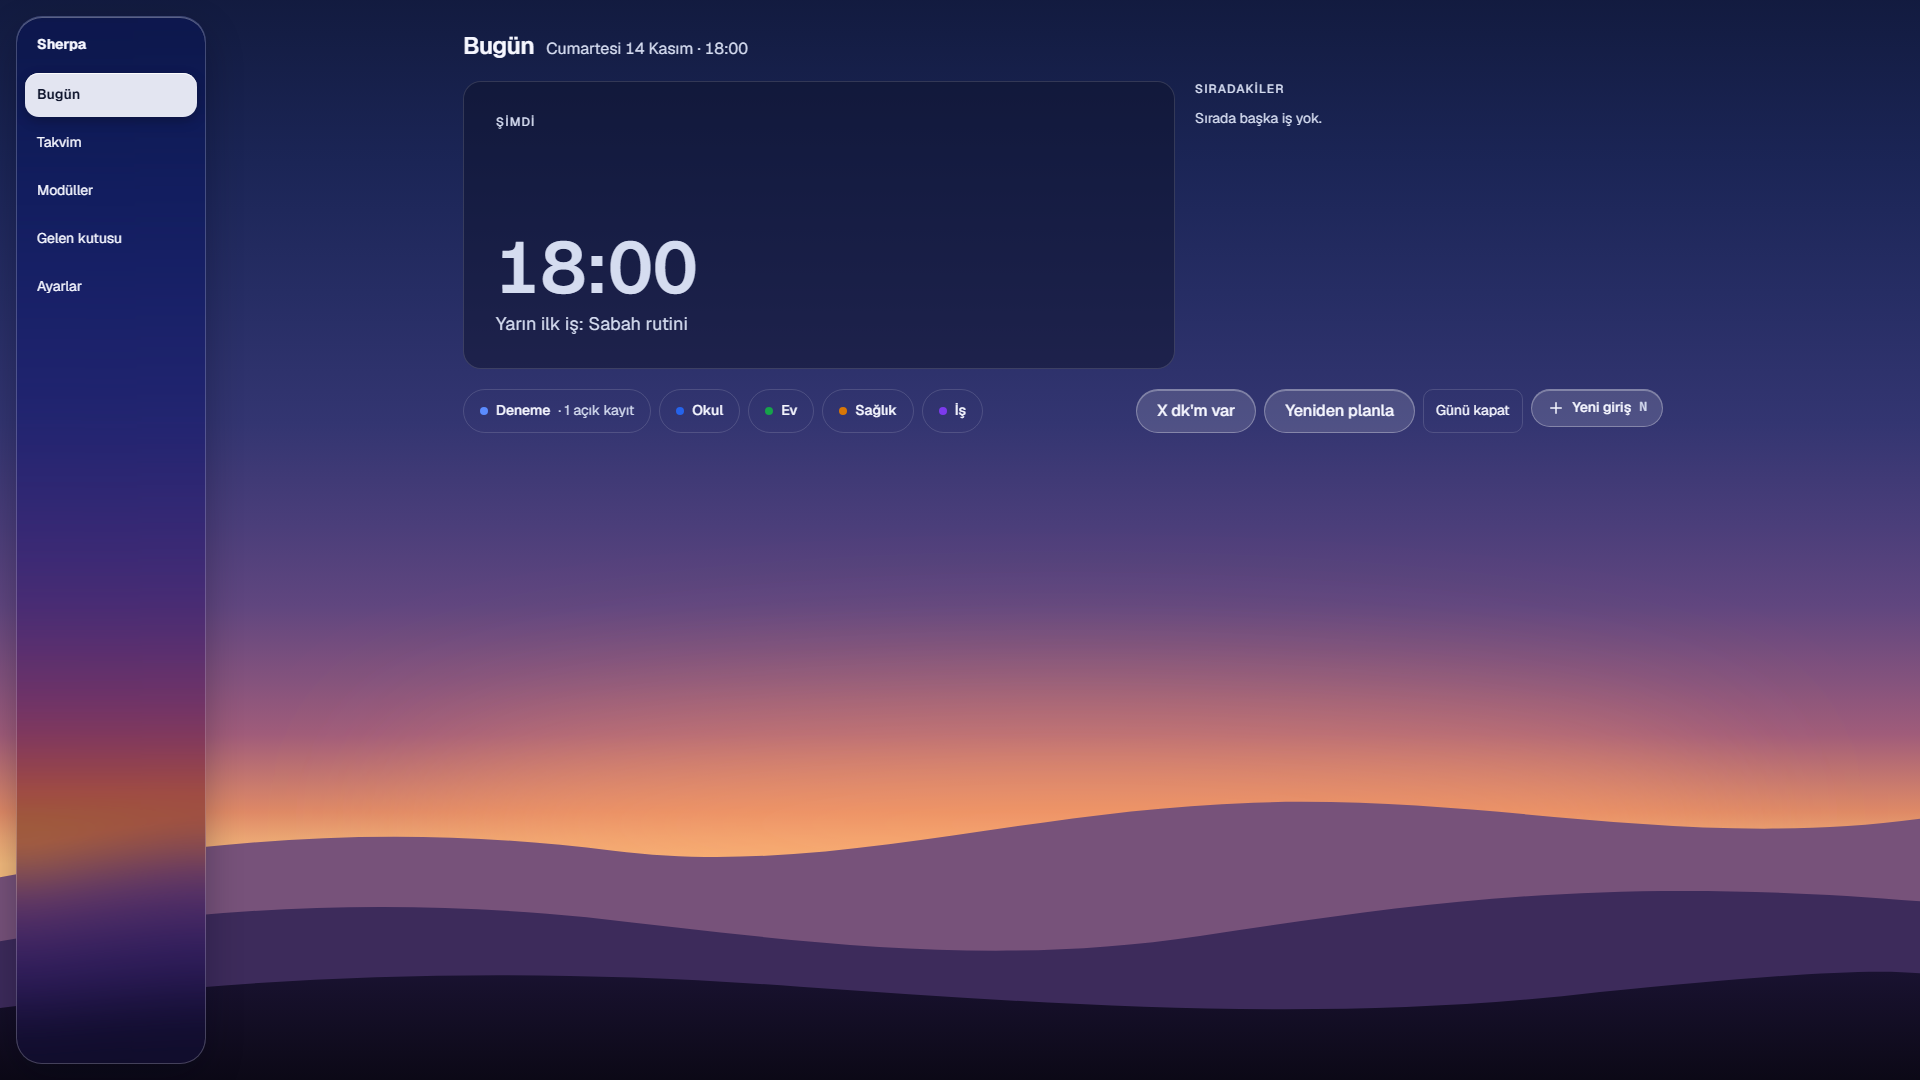 Sherpa
Bugün
Takvim
Modüller
Gelen kutusu
Ayarlar
Bugün Cumartesi 14 Kasım · 18:00
ŞİMDİ
18:00
Yarın ilk iş: Sabah rutini
SIRADAKİLER
Sırada başka iş yok.
Deneme · 1 açık kayıt Okul Ev Sağlık İş
X dk'm var Yeniden planla Günü kapat + Yeni giriş N